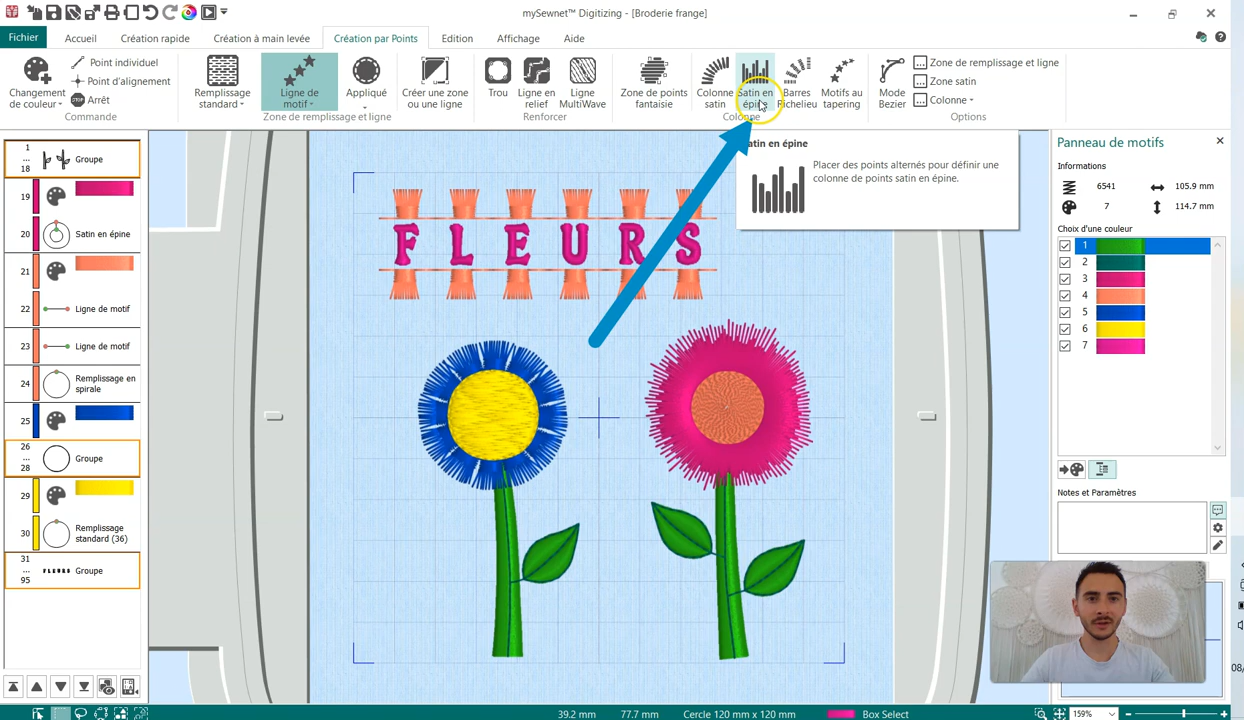 mySewnet™ Digitizing - [Broderie frange]
Fichier
Accueil
Création rapide
Création à main levée
Création par Points
Edition
Affichage
Aide
Changement de couleur
Point individuel
Point d'alignement
STOP Arrêt
Commande
Remplissage standard
Ligne de motif
Appliqué
Créer une zone ou une ligne
Zone de remplissage et ligne
Trou
Ligne en relief
Ligne MultiWave
Renforcer
Zone de points fantaisie
Colonne satin
Satin en épine
Barres Richelieu
Motifs au tapering
Colonne
Mode Bezier
Zone de remplissage et ligne
Zone satin
Colonne
Options
1
...
18
Groupe
19
20 Satin en épine
21
22 Ligne de motif
23 Ligne de motif
24 Remplissage en spirale
25
26
...
28
Groupe
29
30 Remplissage standard (36)
31
...
95
FLEURS
Groupe
atin en épine
Placer des points alternés pour définir une
colonne de points satin en épine.
FLEURS
Panneau de motifs
Informations
6541 105.9 mm
7 114.7 mm
Choix d'une couleur
1
2
3
4
5
6
7
Notes et Paramètres
08/
39.2 mm 77.7 mm Cercle 120 mm x 120 mm Box Select 159%